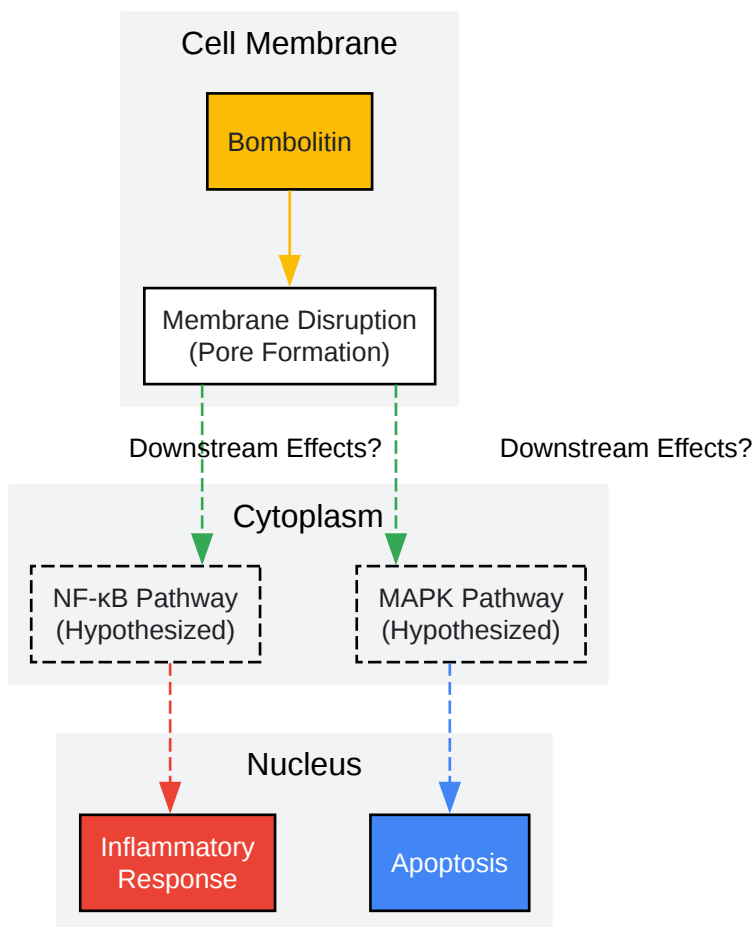 Cell Membrane
Bombolitin
Membrane Disruption
(Pore Formation)
Downstream Effects?
Downstream Effects?
Cytoplasm
NF-κB Pathway
(Hypothesized)
MAPK Pathway
(Hypothesized)
Nucleus
Inflammatory
Response
Apoptosis